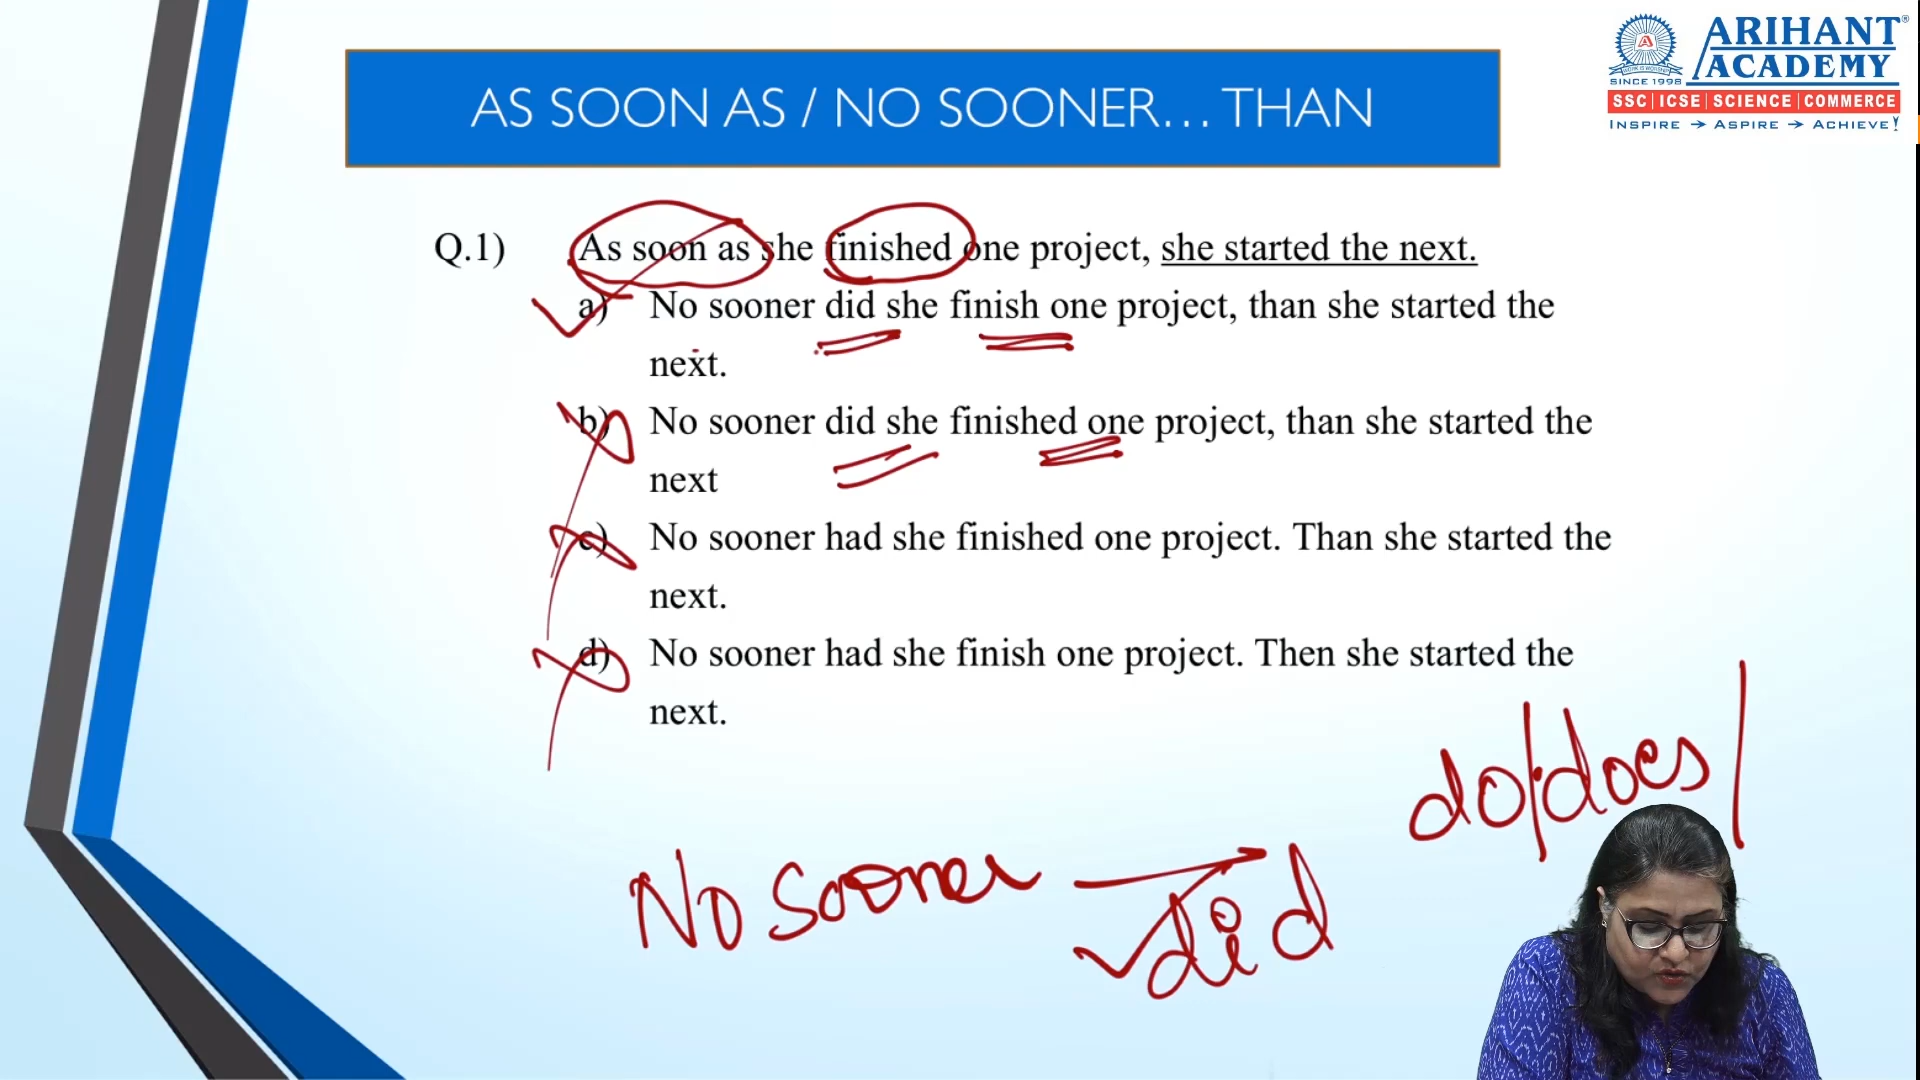 ARIHANT
ACADEMY
SINCE 1998
SSC | ICSE | SCIENCE | COMMERCE
INSPIRE → ASPIRE → ACHIEVE!
AS SOON AS / NO SOONER… THAN
Q.1) As soon as she finished one project, she started the next.
a) No sooner did she finish one project, than she started the
next.
b) No sooner did she finished one project, than she started the
next
c) No sooner had she finished one project. Than she started the
next.
d) No sooner had she finish one project. Then she started the
next.
do/does/
No sooner → did